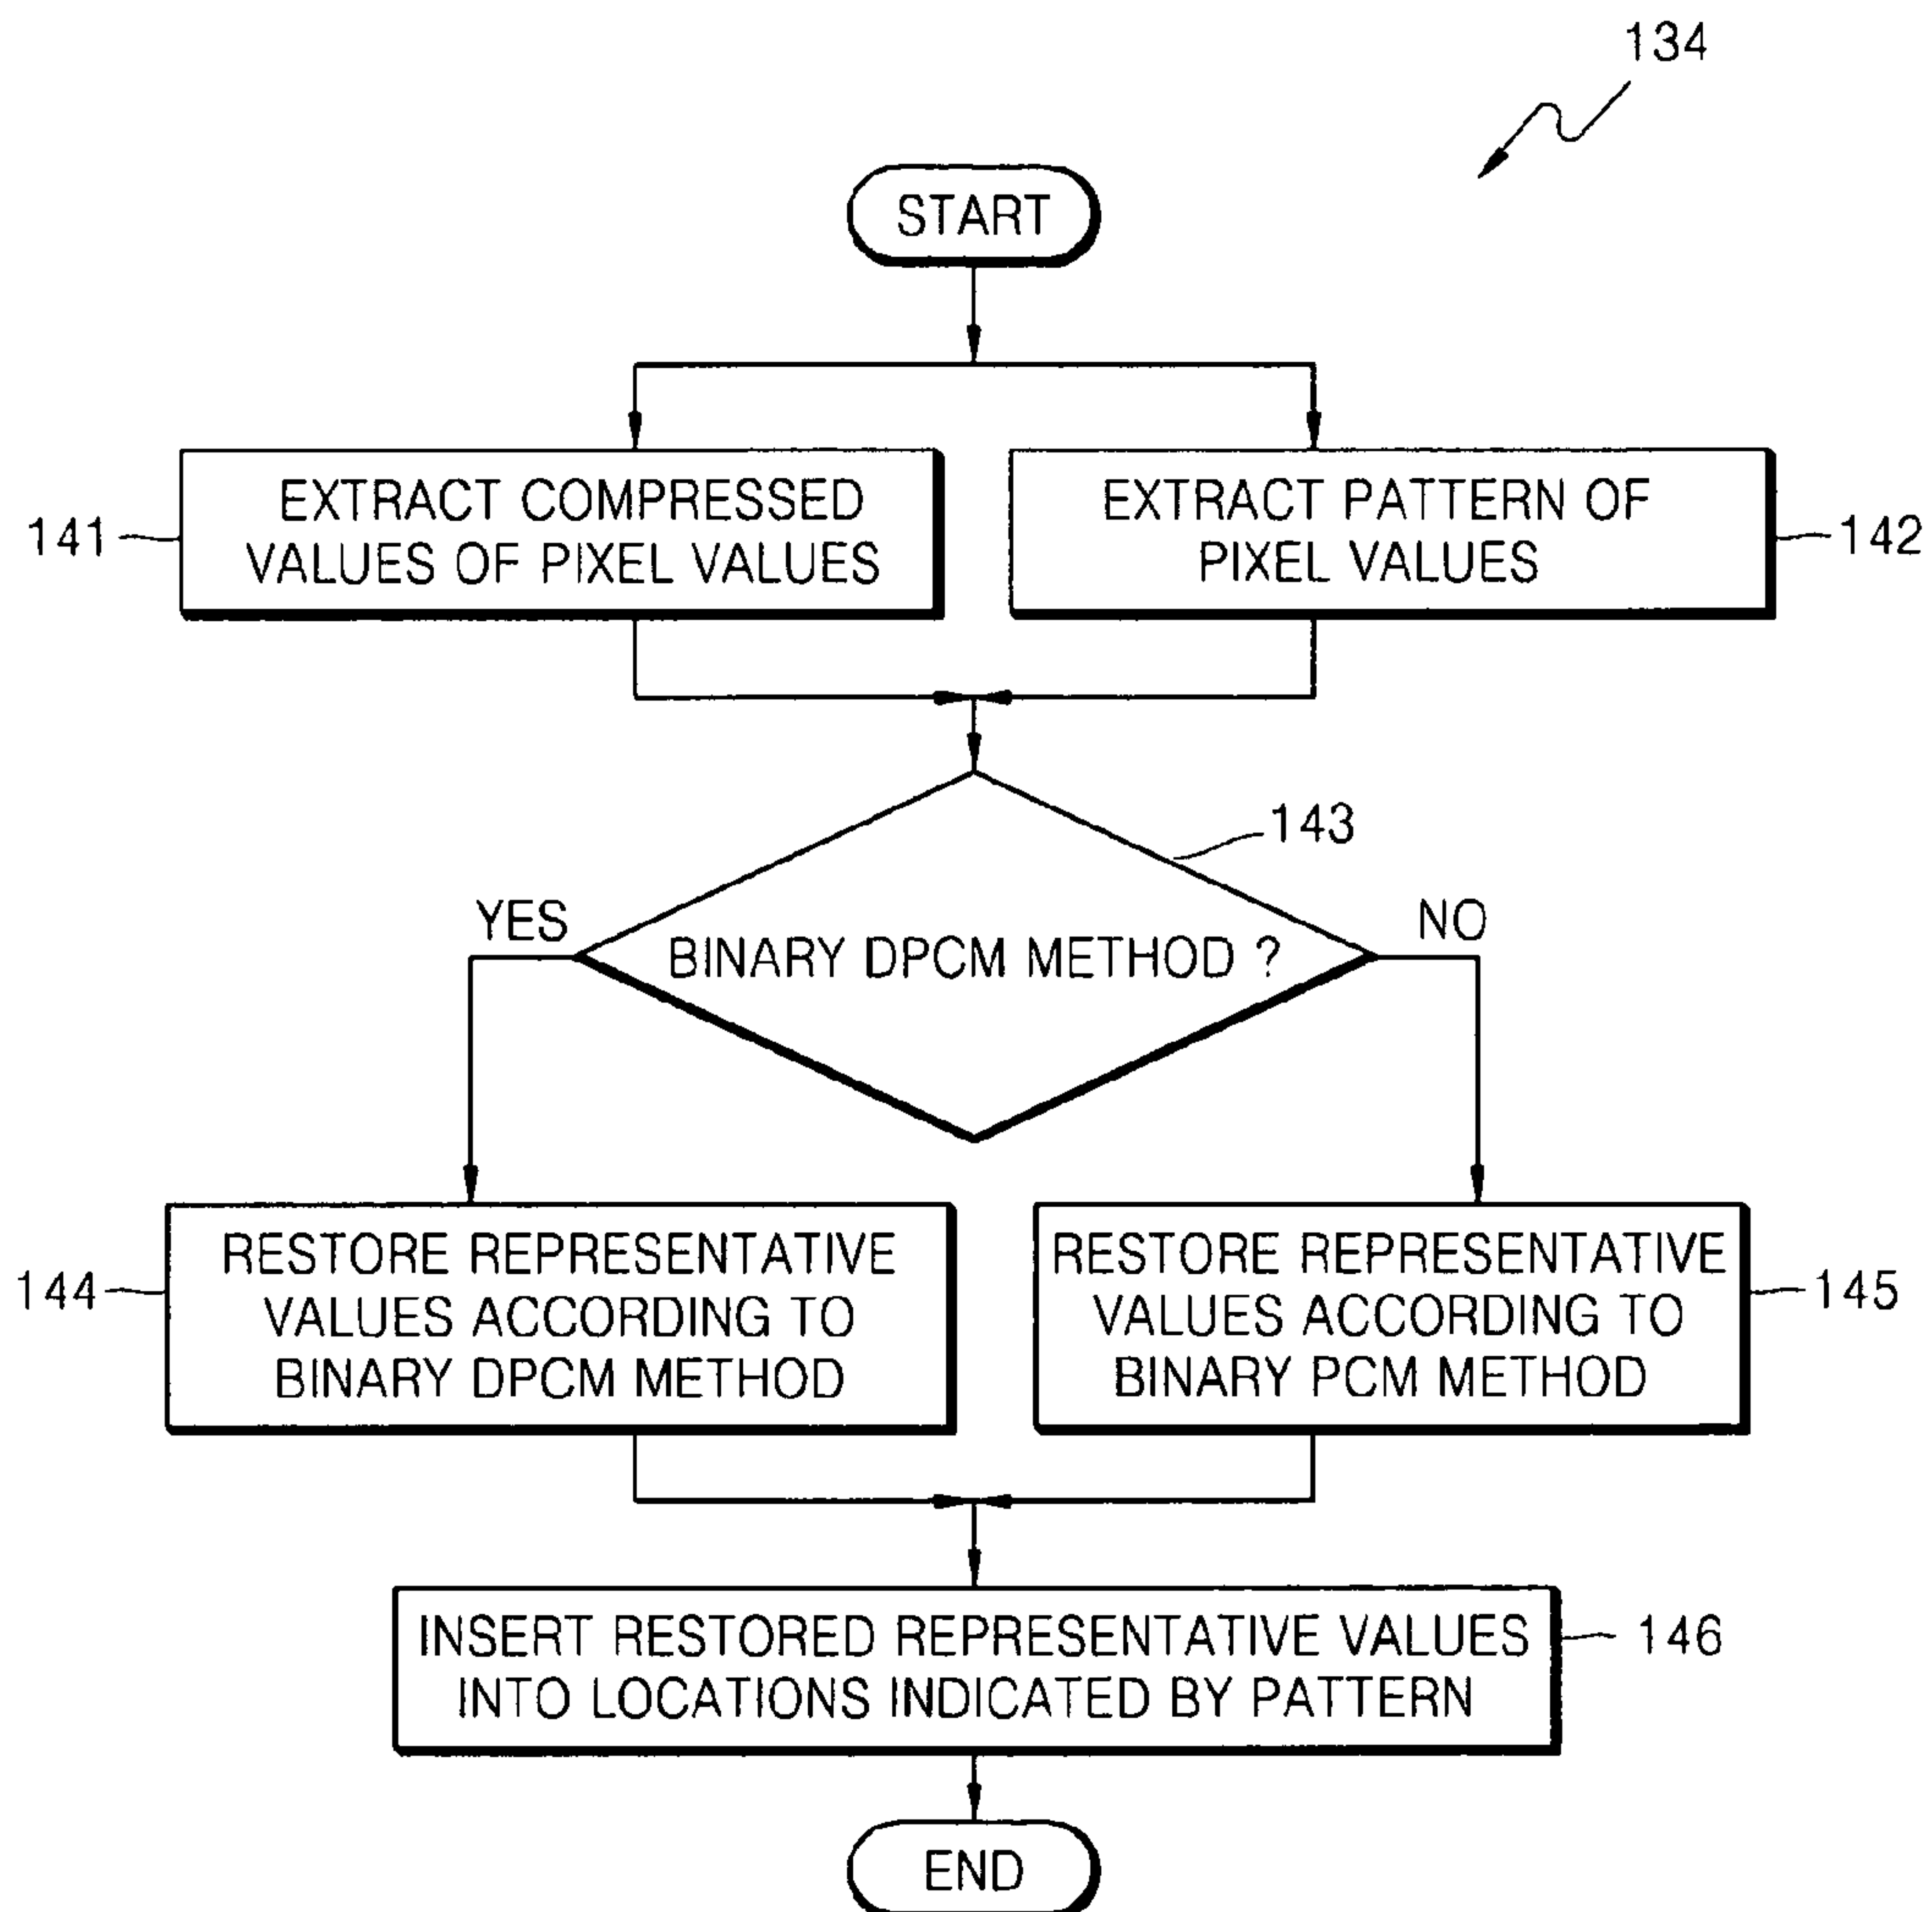 134
START
EXTRACT COMPRESSED
VALUES OF PIXEL VALUES
141
EXTRACT PATTERN OF
PIXEL VALUES
142
143
YES
BINARY DPCM METHOD ?
NO
RESTORE REPRESENTATIVE
VALUES ACCORDING TO
BINARY DPCM METHOD
144
RESTORE REPRESENTATIVE
VALUES ACCORDING TO
BINARY PCM METHOD
145
INSERT RESTORED REPRESENTATIVE VALUES
INTO LOCATIONS INDICATED BY PATTERN
146
END